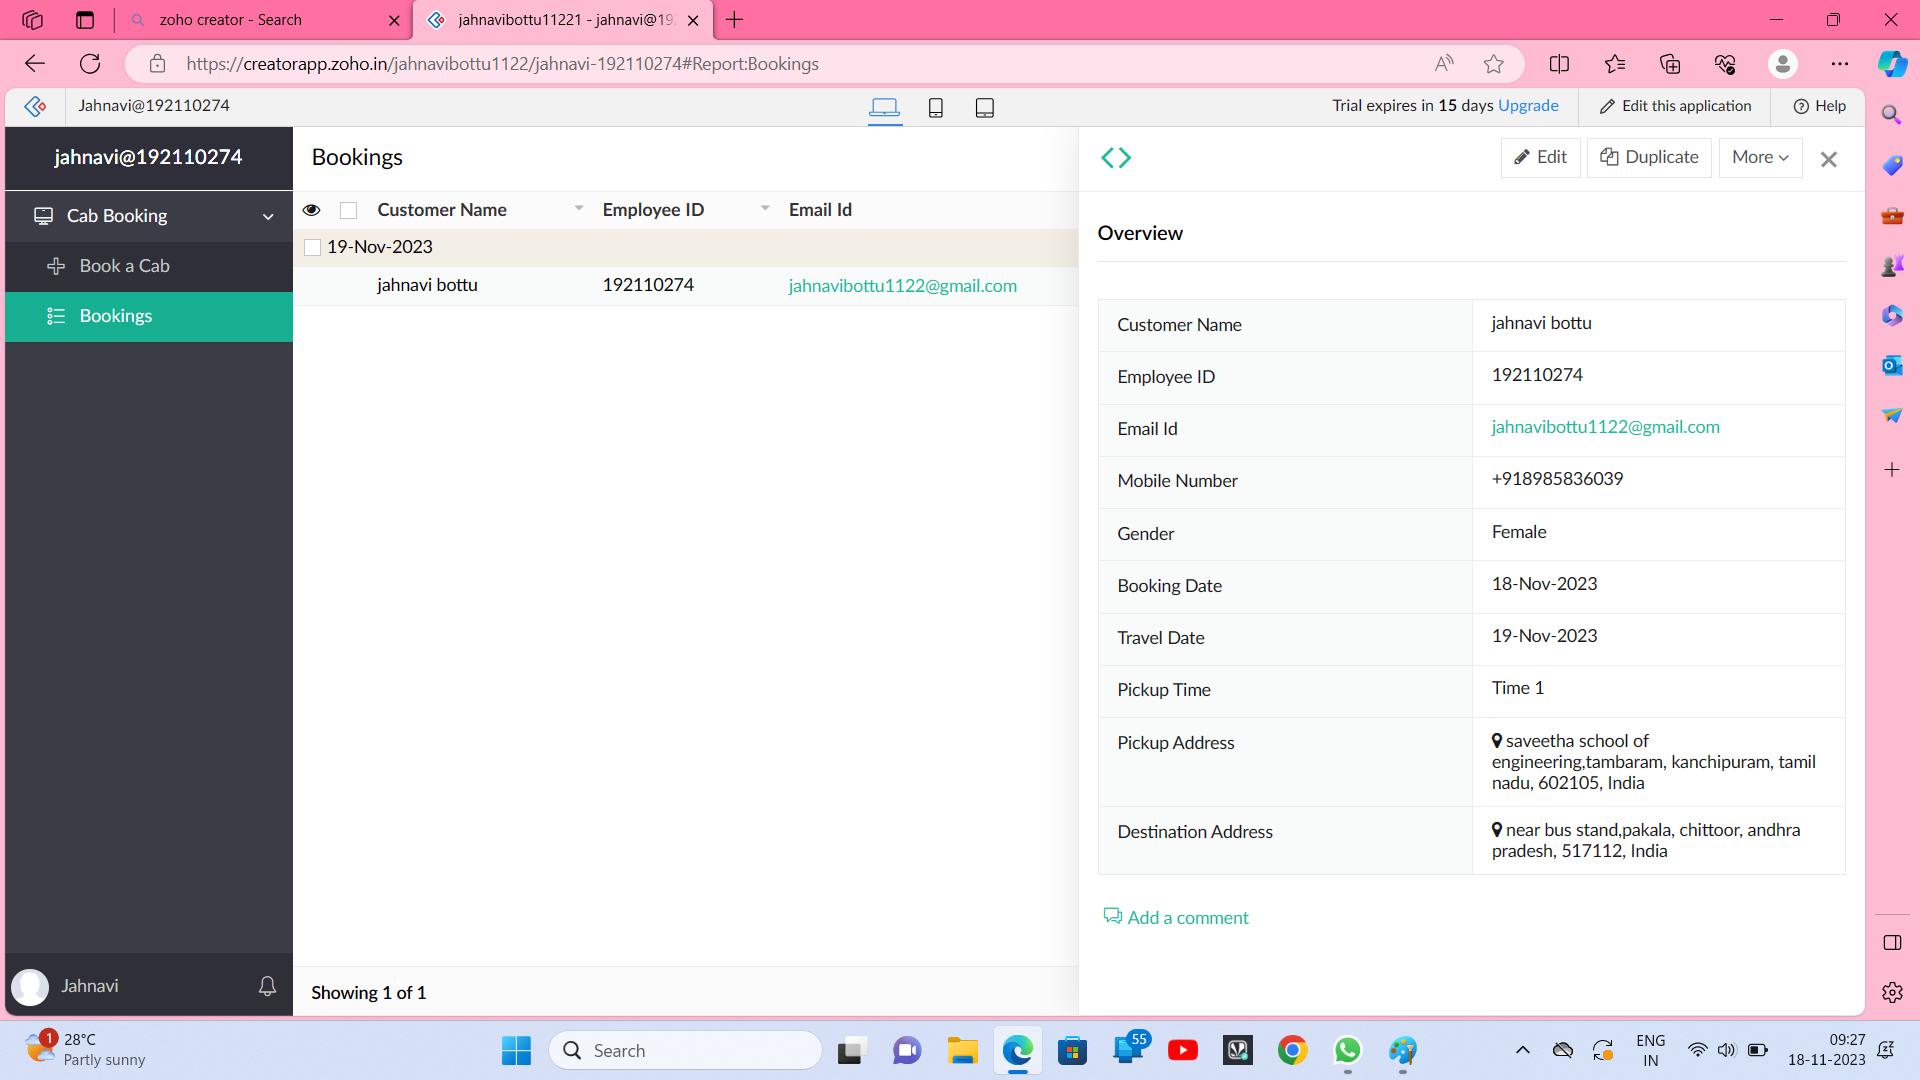 zoho creator - Search
jahnavibottu11221 - jahnavi@19
https://creatorapp.zoho.in/jahnavibottu1122/jahnavi-192110274#Report:Bookings
Jahnavi@192110274
Trial expires in 15 days Upgrade
Edit this application
Help
jahnavi@192110274
Cab Booking
Book a Cab
Bookings
Jahnavi
Bookings
Customer Name Employee ID Email Id
19-Nov-2023
jahnavi bottu 192110274 jahnavibottu1122@gmail.com
Showing 1 of 1
Edit Duplicate More
Overview
Customer Name jahnavi bottu
Employee ID 192110274
Email Id jahnavibottu1122@gmail.com
Mobile Number +918985836039
Gender Female
Booking Date 18-Nov-2023
Travel Date 19-Nov-2023
Pickup Time Time 1
Pickup Address saveetha school of
engineering,tambaram, kanchipuram, tamil
nadu, 602105, India
Destination Address near bus stand,pakala, chittoor, andhra
pradesh, 517112, India
Add a comment
1
28°C
Partly sunny
Search
55
ENG
IN
09:27
18-11-2023